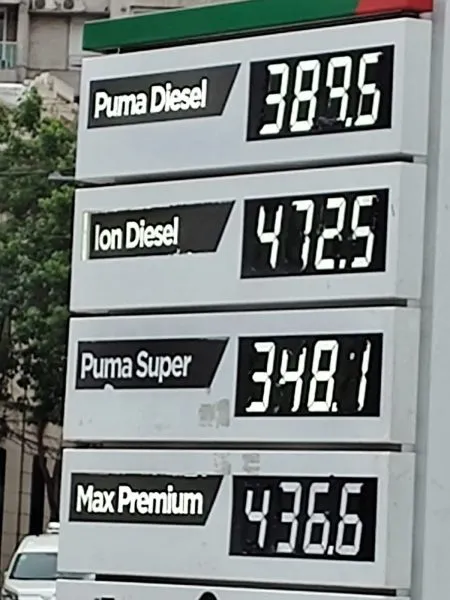 Puma Diesel 389.5
Ion Diesel 472.5
Puma Super 348.1
Max Premium 436.6